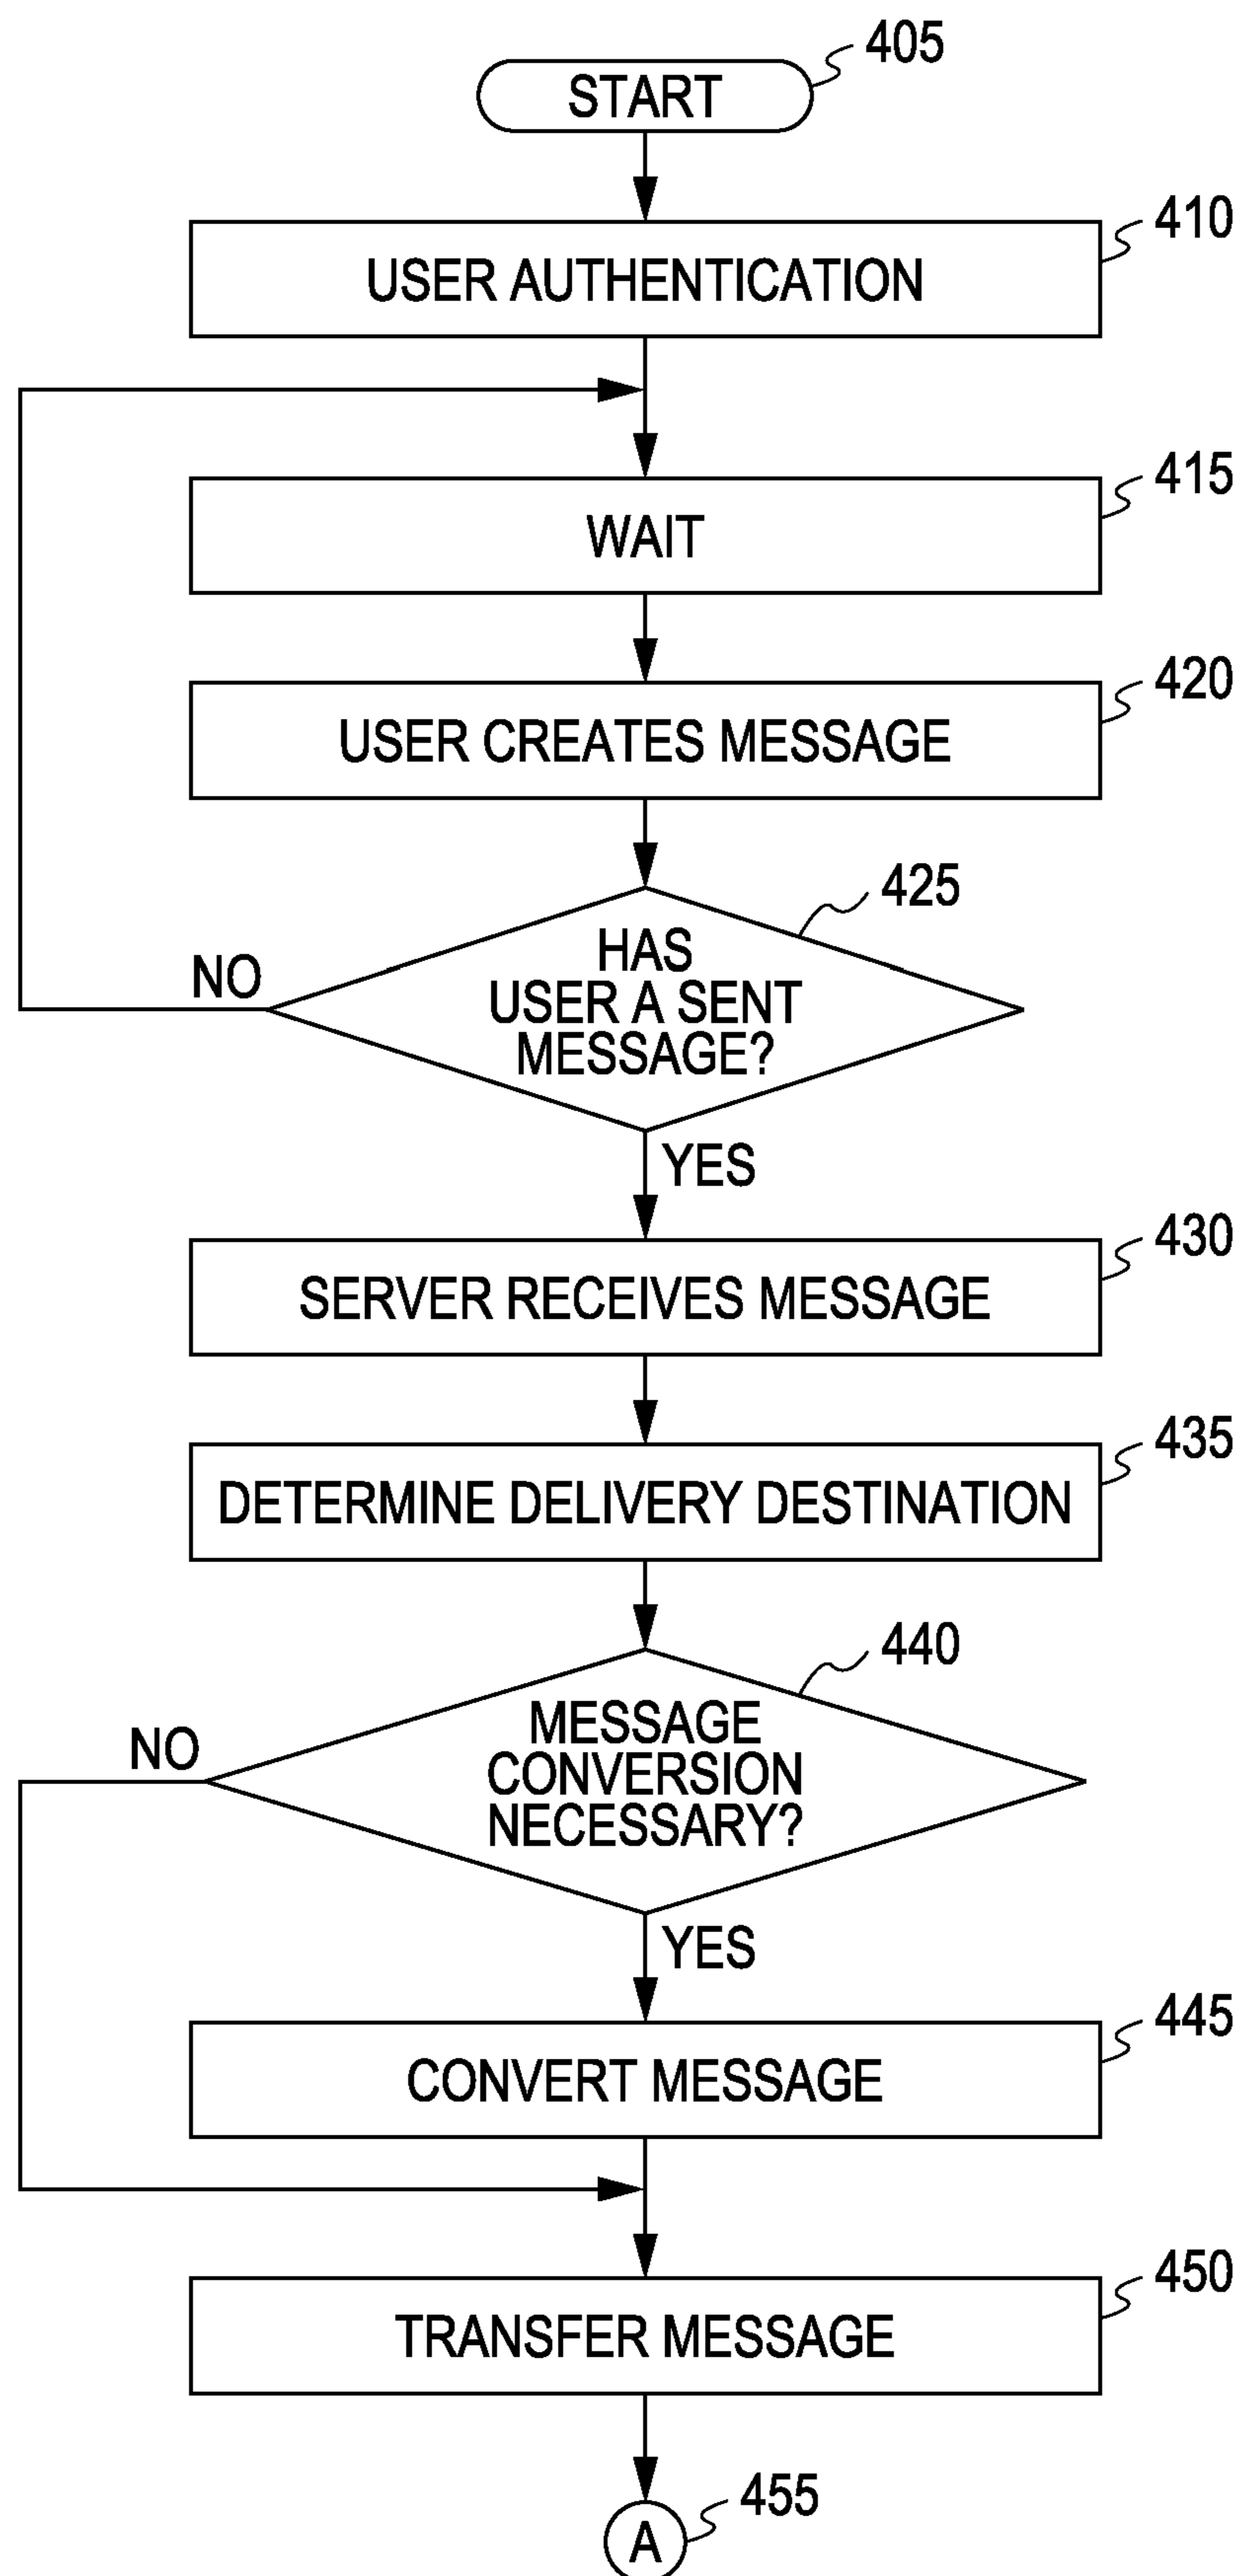 START
405
USER AUTHENTICATION
410
WAIT
415
USER CREATES MESSAGE
420
HAS
USER A SENT
MESSAGE?
425
NO
YES
SERVER RECEIVES MESSAGE
430
DETERMINE DELIVERY DESTINATION
435
MESSAGE
CONVERSION
NECESSARY?
440
NO
YES
CONVERT MESSAGE
445
TRANSFER MESSAGE
450
A
455